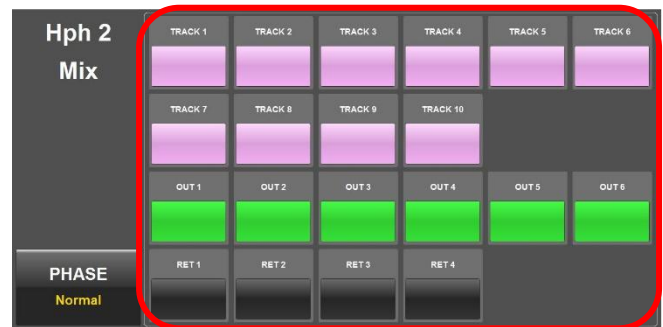 Hph 2
Mix
TRACK 1 TRACK 2 TRACK 3 TRACK 4 TRACK 5 TRACK 6
TRACK 7 TRACK 8 TRACK 9 TRACK 10
OUT 1 OUT 2 OUT 3 OUT 4 OUT 5 OUT 6
RET 1 RET 2 RET 3 RET 4
PHASE
Normal